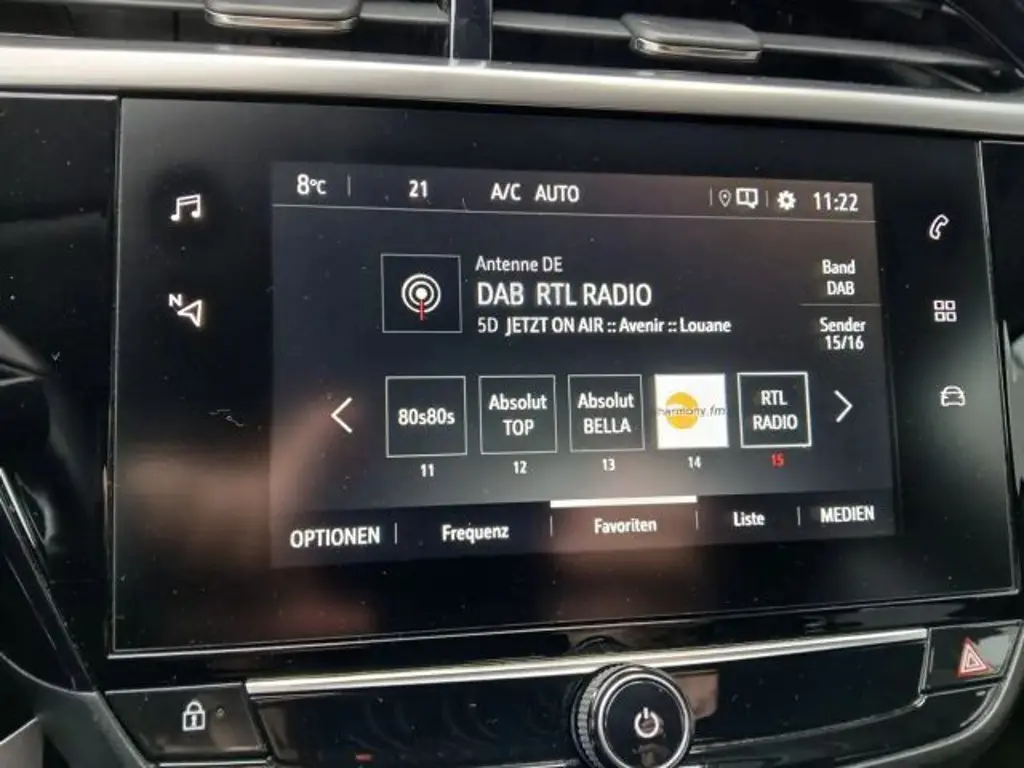 8°C
21
A/C AUTO
11:22
N
Antenne DE
DAB RTL RADIO
5D JETZT ON AIR :: Avenir :: Louane
Band
DAB
Sender
15/16
80s80s
Absolut
TOP
Absolut
BELLA
harmony.fm
RTL
RADIO
11
12
13
14
15
OPTIONEN
Frequenz
Favoriten
Liste
MEDIEN